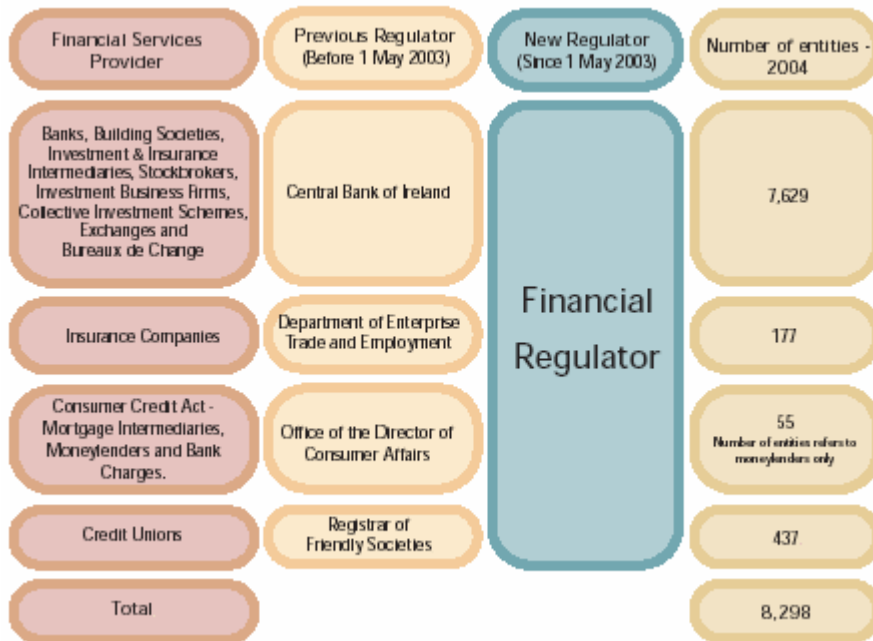 Financial Services
Provider
Previous Regulator
(Before 1 May 2003)
New Regulator
(Since 1 May 2003)
Number of entities -
2004
Banks, Building Societies,
Investment & Insurance
Intermediaries, Stockbrokers,
Investment Business Firms,
Collective Investment Schemes,
Exchanges and
Bureaux de Change
Central Bank of Ireland
Financial
Regulator
7,629
Insurance Companies
Department of Enterprise
Trade and Employment
177
Consumer Credit Act -
Mortgage Intermediaries,
Moneylenders and Bank
Charges.
Office of the Director of
Consumer Affairs
55
Number of entities refers to
moneylenders only
Credit Unions
Registrar of
Friendly Societies
437
Total
8,298